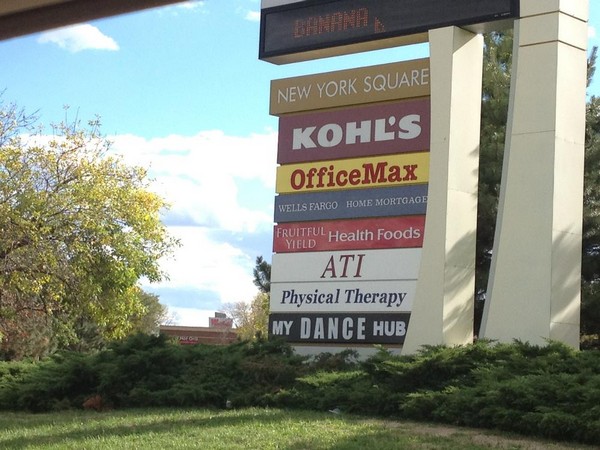 BANANA
NEW YORK SQUARE
KOHL'S
OfficeMax
WELLS FARGO HOME MORTGAGE
FRUITFUL
YIELD Health Foods
ATI
Physical Therapy
MY DANCE HUB